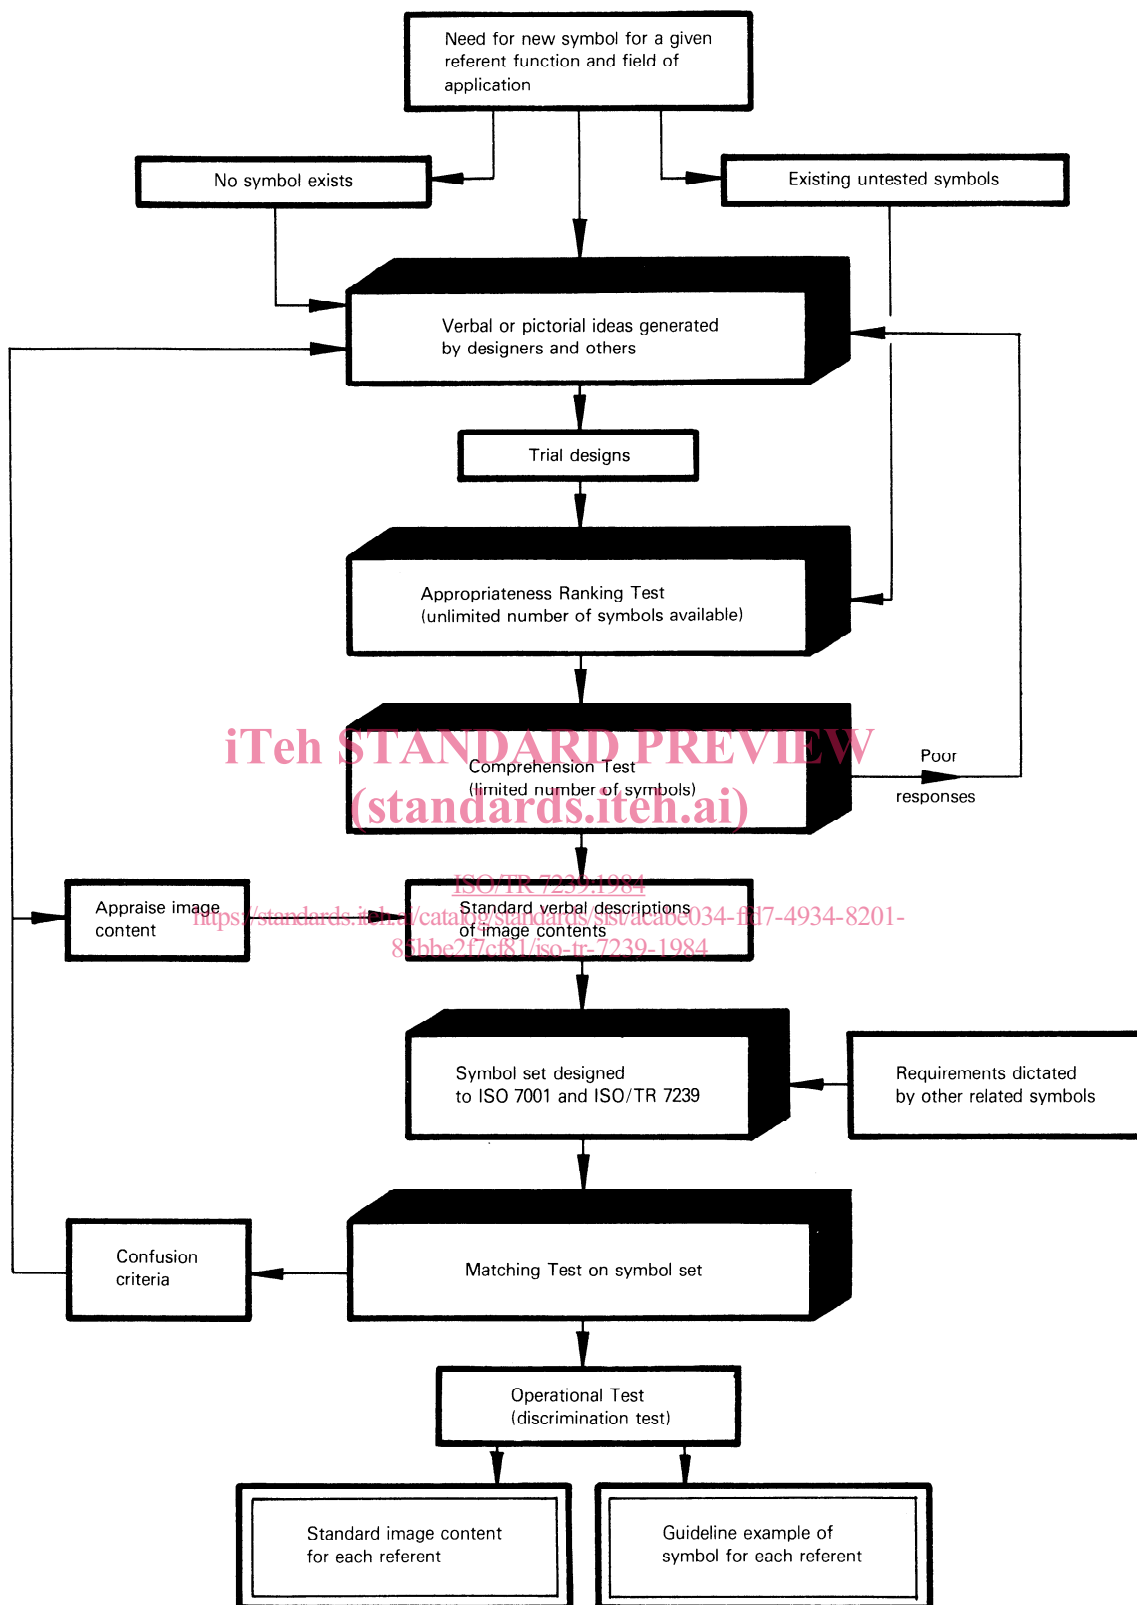 Need for new symbol for a given
referent function and field of
application
No symbol exists
Existing untested symbols
Verbal or pictorial ideas generated
by designers and others
Trial designs
Appropriateness Ranking Test
(unlimited number of symbols available)
iTeh STANDARD PREVIEW
(standards.iteh.ai)
Comprehension Test
(limited number of symbols)
Poor
responses
ISO/TR 7239:1984
https://standards.iteh.ai/catalog/standards/sist/acabe034-ffd7-4934-8201-
85bbe2f7cf81/iso-tr-7239-1984
Appraise image
content
Standard verbal descriptions
of image contents
Symbol set designed
to ISO 7001 and ISO/TR 7239
Requirements dictated
by other related symbols
Confusion
criteria
Matching Test on symbol set
Operational Test
(discrimination test)
Standard image content
for each referent
Guideline example of
symbol for each referent